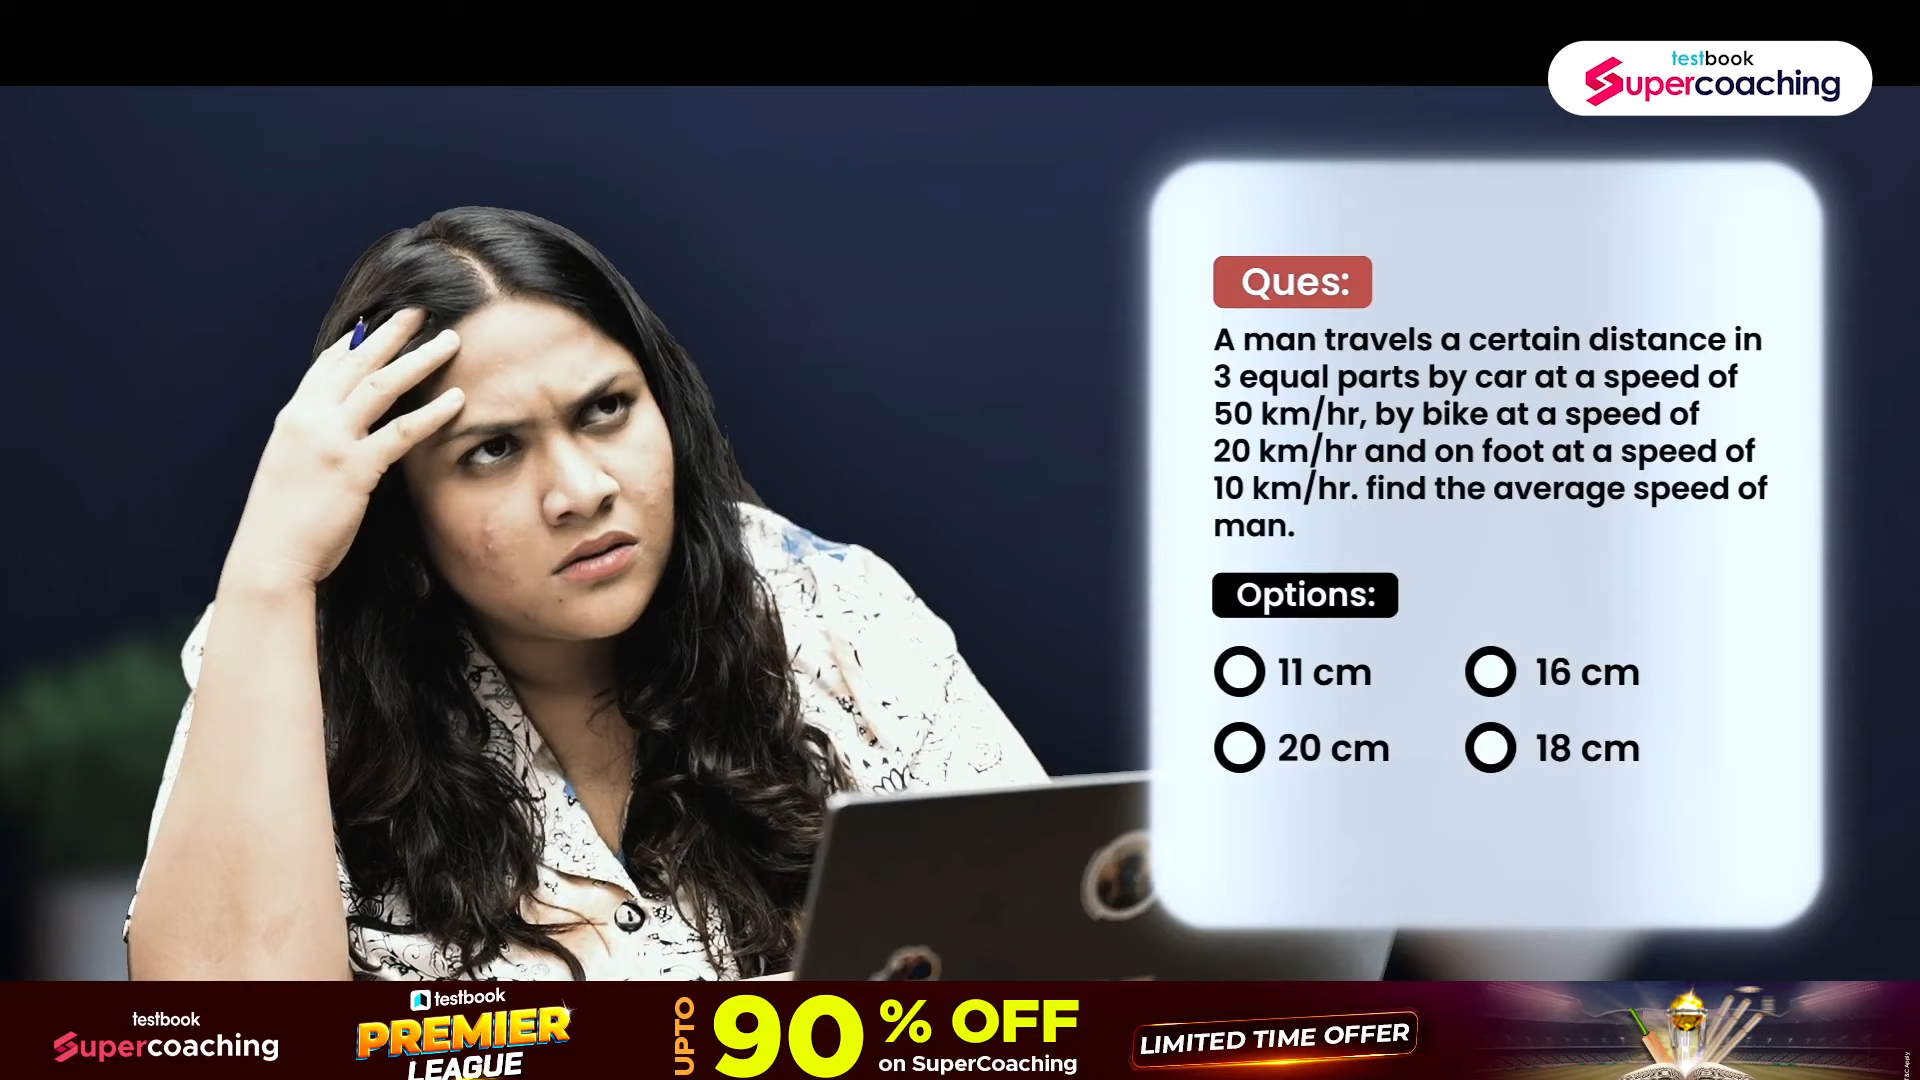 testbook
Supercoaching
Ques:
A man travels a certain distance in
3 equal parts by car at a speed of
50 km/hr, by bike at a speed of
20 km/hr and on foot at a speed of
10 km/hr. find the average speed of
man.
Options:
11 cm
16 cm
20 cm
18 cm
testbook
Supercoaching
testbook
PREMIER
LEAGUE
UPTO
90% OFF
on SuperCoaching
LIMITED TIME OFFER
T&C Apply